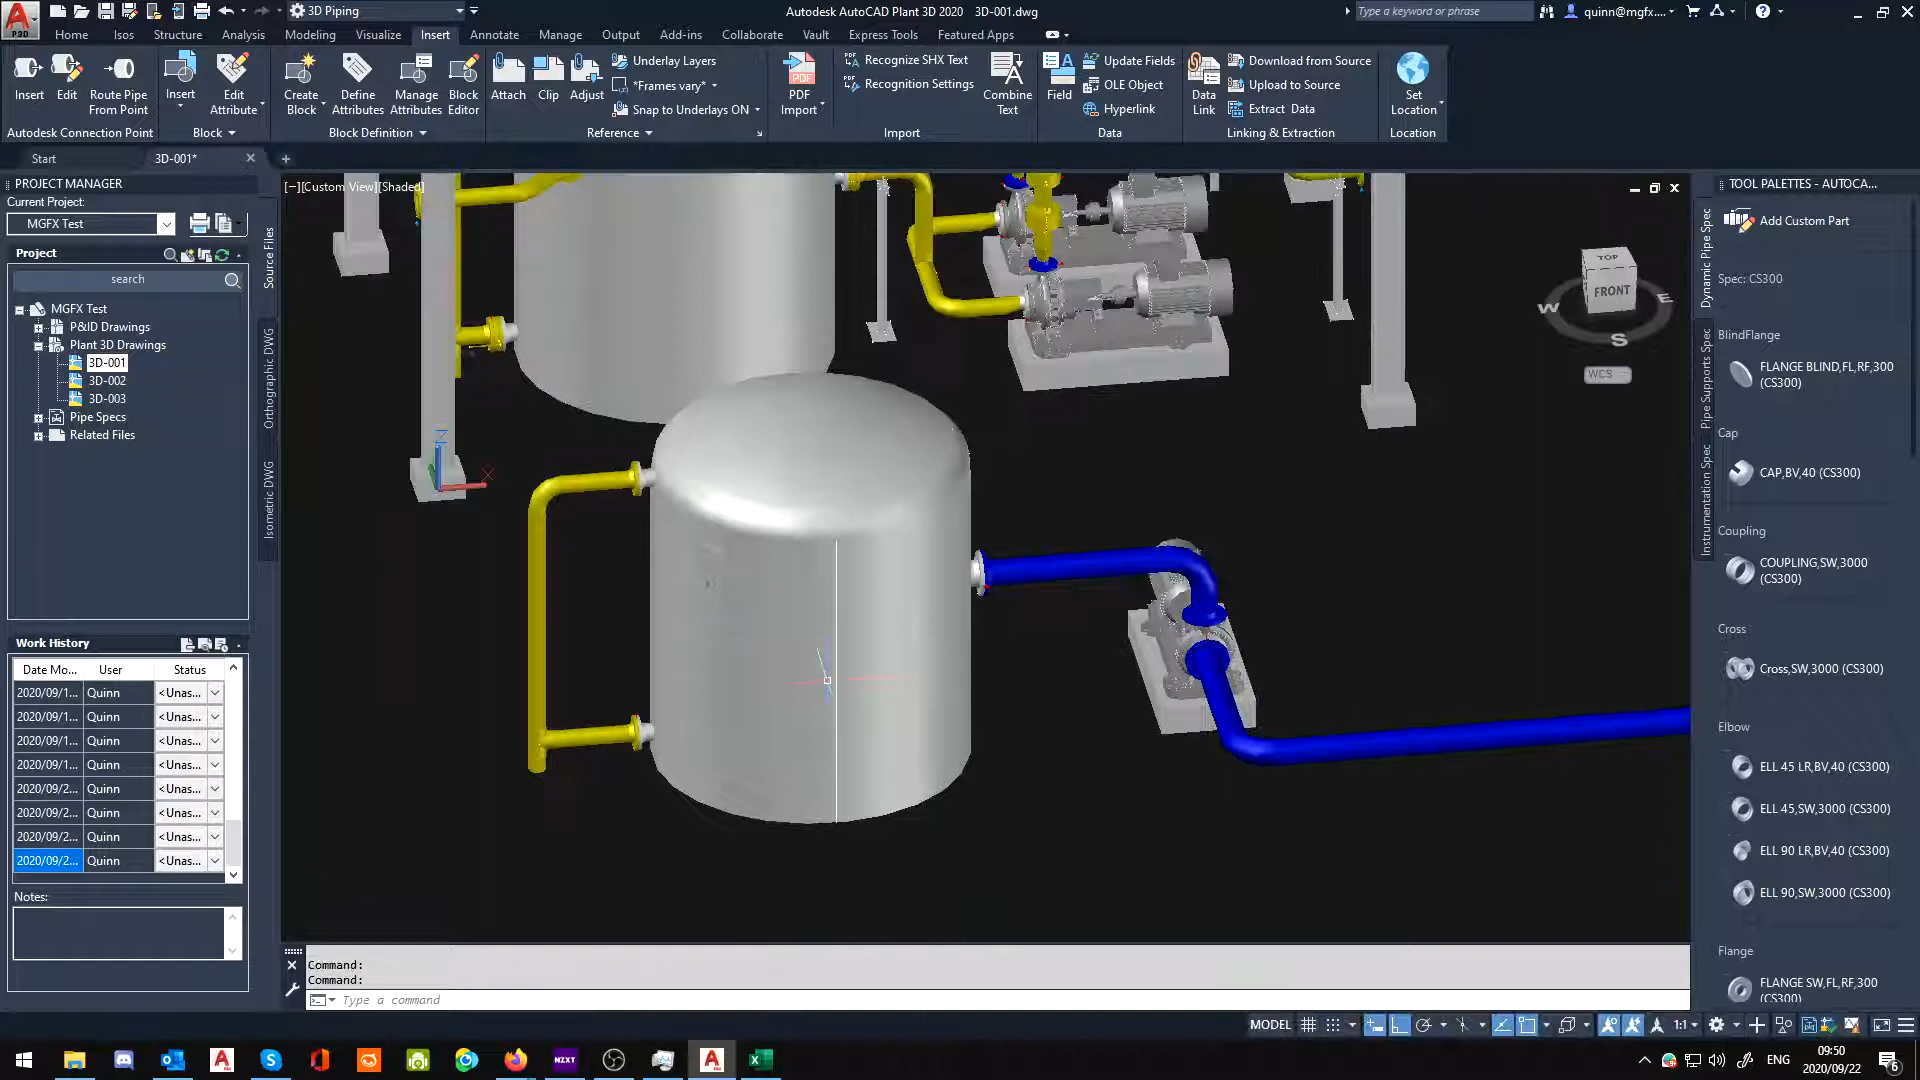 3D Piping
Autodesk AutoCAD Plant 3D 2020 3D-001.dwg
Type a keyword or phrase
quinn@mgfx....
P3D
Home Isos Structure Analysis Modeling Visualize Insert Annotate Manage Output Add-ins Collaborate Vault Express Tools Featured Apps
Insert Edit Route Pipe From Point
Autodesk Connection Point
Insert Edit Attribute
Block
Create Block Define Attributes Manage Attributes Block Editor
Block Definition
Attach Clip Adjust
Underlay Layers
*Frames vary*
Snap to Underlays ON
Reference
PDF Import
PDF
Recognize SHX Text
Recognition Settings
Combine Text
Import
Field
Update Fields
OLE Object
Hyperlink
Data
Data Link
Download from Source
Upload to Source
Extract Data
Linking & Extraction
Set Location
Location
Start 3D-001*
PROJECT MANAGER
Current Project:
MGFX Test
Project
search
MGFX Test
P&ID Drawings
Plant 3D Drawings
3D-001
3D-002
3D-003
Pipe Specs
Related Files
Source Files
Orthographic DWG
Isometric DWG
Work History
Date Mo... User Status
2020/09/1... Quinn <Unas...
2020/09/1... Quinn <Unas...
2020/09/1... Quinn <Unas...
2020/09/1... Quinn <Unas...
2020/09/2... Quinn <Unas...
2020/09/2... Quinn <Unas...
2020/09/2... Quinn <Unas...
2020/09/2... Quinn <Unas...
Notes:
[−][Custom View][Shaded]
TOP
FRONT
W E
S
WCS
X
Command:
Command:
Type a command
TOOL PALETTES - AUTOCA...
Dynamic Pipe Spec
Pipe Supports Spec
Instrumentation Spec
Add Custom Part
Spec: CS300
BlindFlange
FLANGE BLIND,FL,RF,300
(CS300)
Cap
CAP,BV,40 (CS300)
Coupling
COUPLING,SW,3000
(CS300)
Cross
Cross,SW,3000 (CS300)
Elbow
ELL 45 LR,BV,40 (CS300)
ELL 45,SW,3000 (CS300)
ELL 90 LR,BV,40 (CS300)
ELL 90,SW,3000 (CS300)
Flange
FLANGE SW,FL,RF,300
(CS300)
MODEL
1:1
NZXT
ENG
09:50
2020/09/22
6